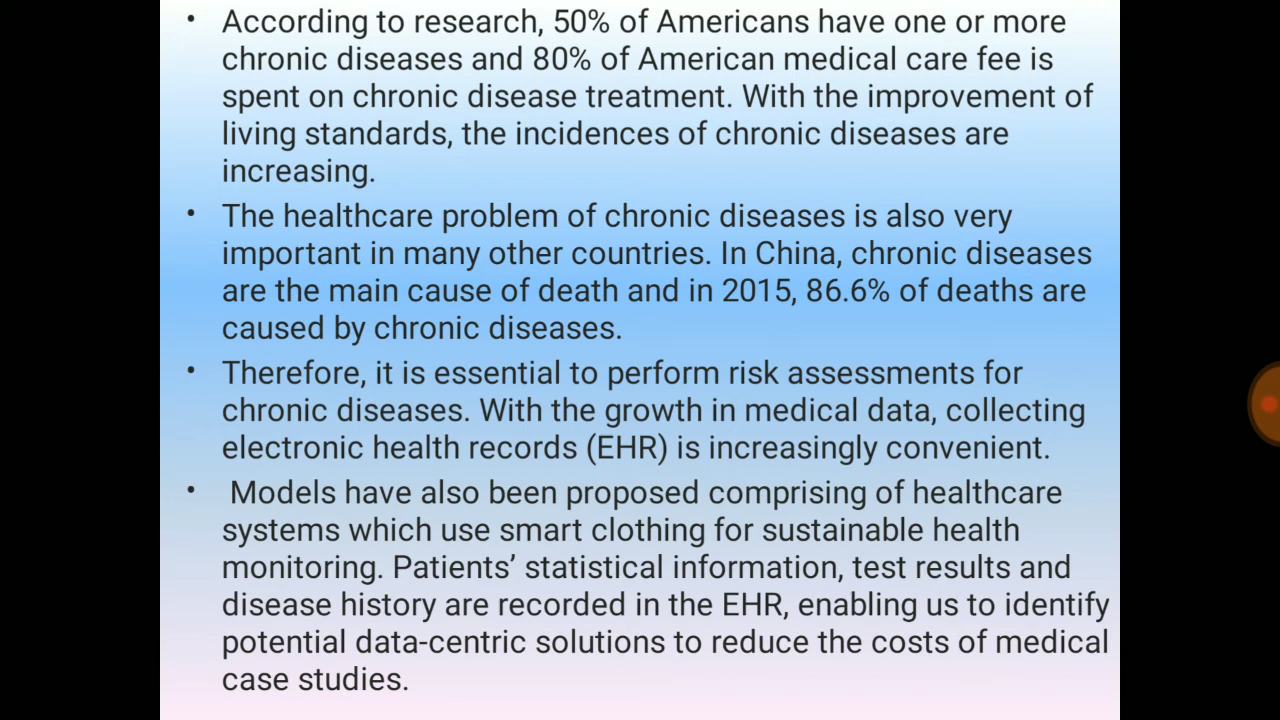 • According to research, 50% of Americans have one or more
chronic diseases and 80% of American medical care fee is
spent on chronic disease treatment. With the improvement of
living standards, the incidences of chronic diseases are
increasing.
• The healthcare problem of chronic diseases is also very
important in many other countries. In China, chronic diseases
are the main cause of death and in 2015, 86.6% of deaths are
caused by chronic diseases.
• Therefore, it is essential to perform risk assessments for
chronic diseases. With the growth in medical data, collecting
electronic health records (EHR) is increasingly convenient.
• Models have also been proposed comprising of healthcare
systems which use smart clothing for sustainable health
monitoring. Patients’ statistical information, test results and
disease history are recorded in the EHR, enabling us to identify
potential data-centric solutions to reduce the costs of medical
case studies.